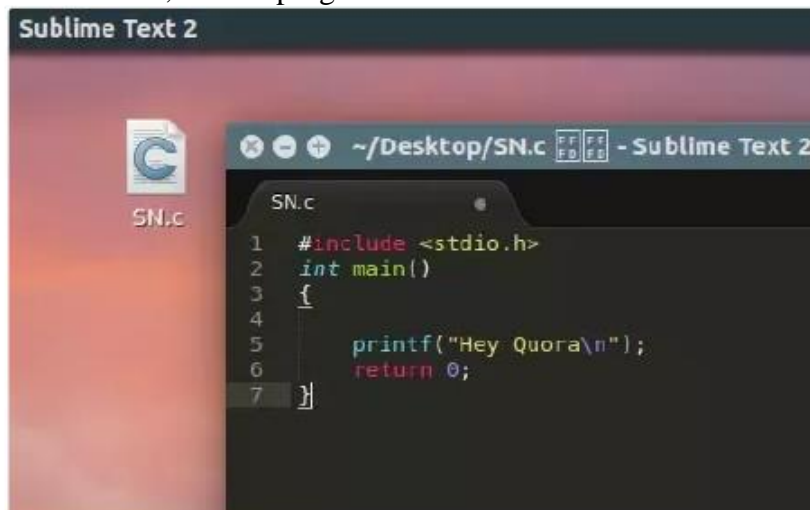 Sublime Text 2
SN.c
~/Desktop/SN.c - Sublime Text 2
SN.c
1 #include <stdio.h>
2 int main()
3 {
4
5 printf("Hey Quora\n");
6 return 0;
7 }